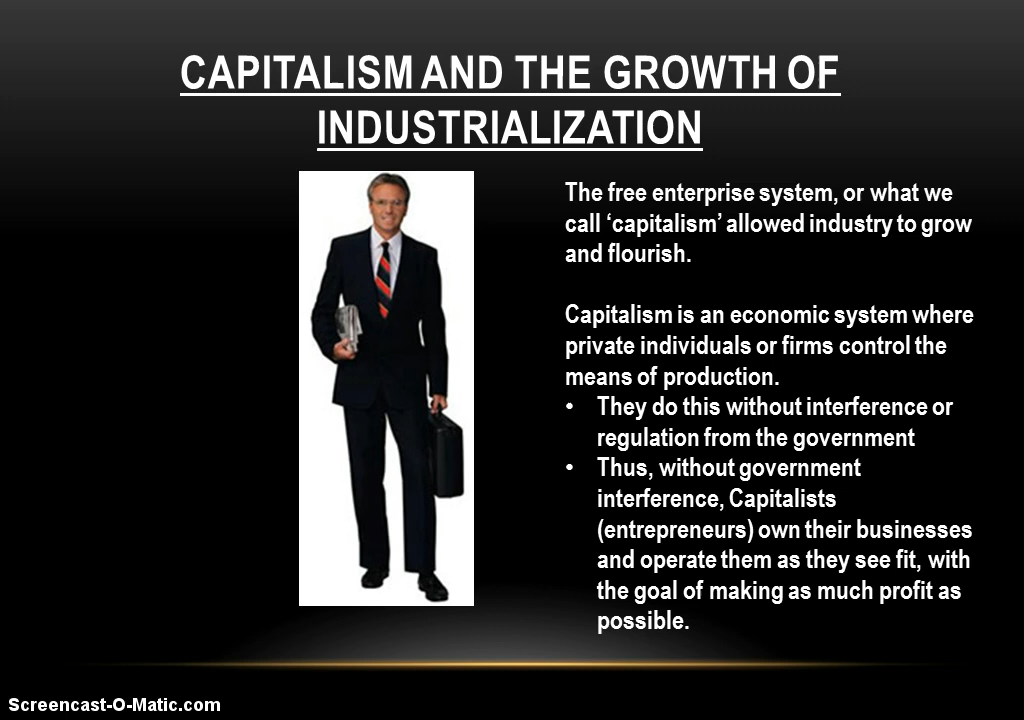 CAPITALISM AND THE GROWTH OF
INDUSTRIALIZATION
The free enterprise system, or what we
call ‘capitalism’ allowed industry to grow
and flourish.
Capitalism is an economic system where
private individuals or firms control the
means of production.
• They do this without interference or
regulation from the government
• Thus, without government
interference, Capitalists
(entrepreneurs) own their businesses
and operate them as they see fit, with
the goal of making as much profit as
possible.
Screencast-O-Matic.com